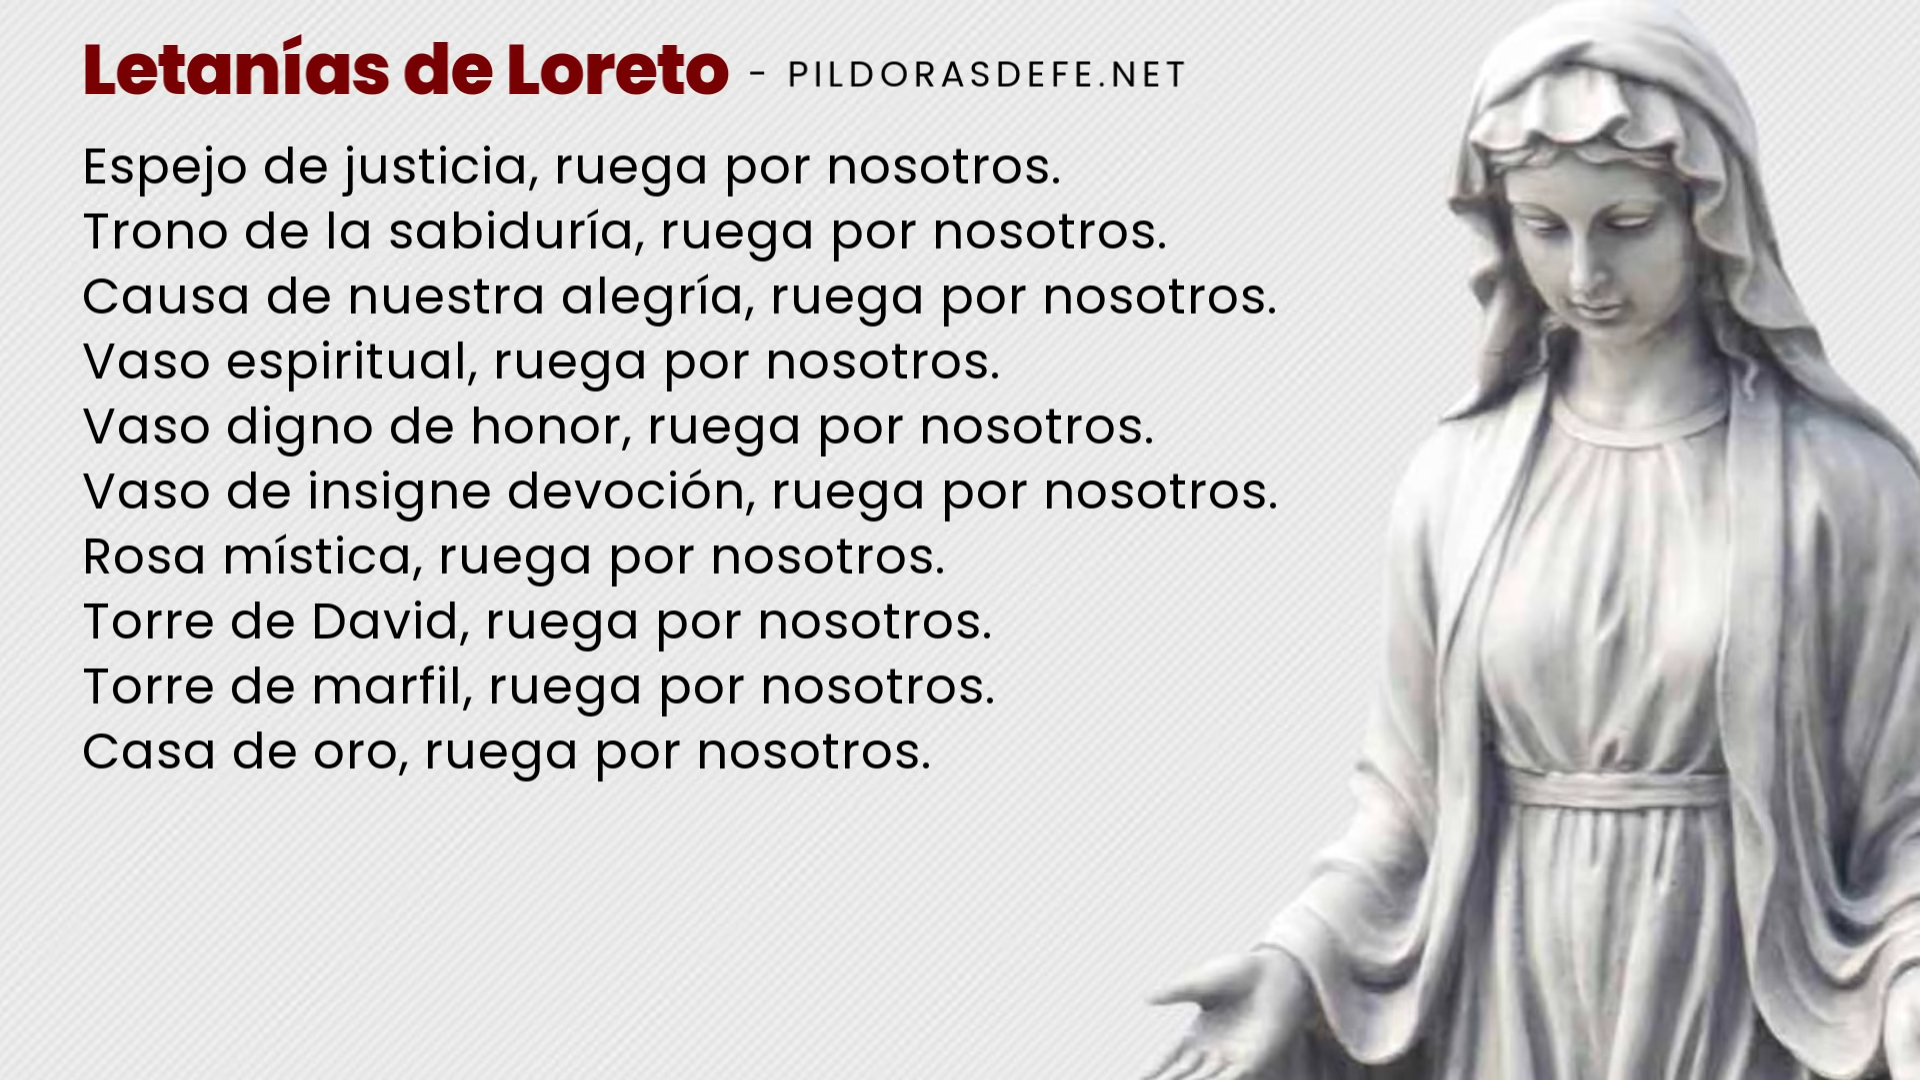 Letanías de Loreto - PILDORASDEFE.NET
Espejo de justicia, ruega por nosotros.
Trono de la sabiduría, ruega por nosotros.
Causa de nuestra alegría, ruega por nosotros.
Vaso espiritual, ruega por nosotros.
Vaso digno de honor, ruega por nosotros.
Vaso de insigne devoción, ruega por nosotros.
Rosa mística, ruega por nosotros.
Torre de David, ruega por nosotros.
Torre de marfil, ruega por nosotros.
Casa de oro, ruega por nosotros.